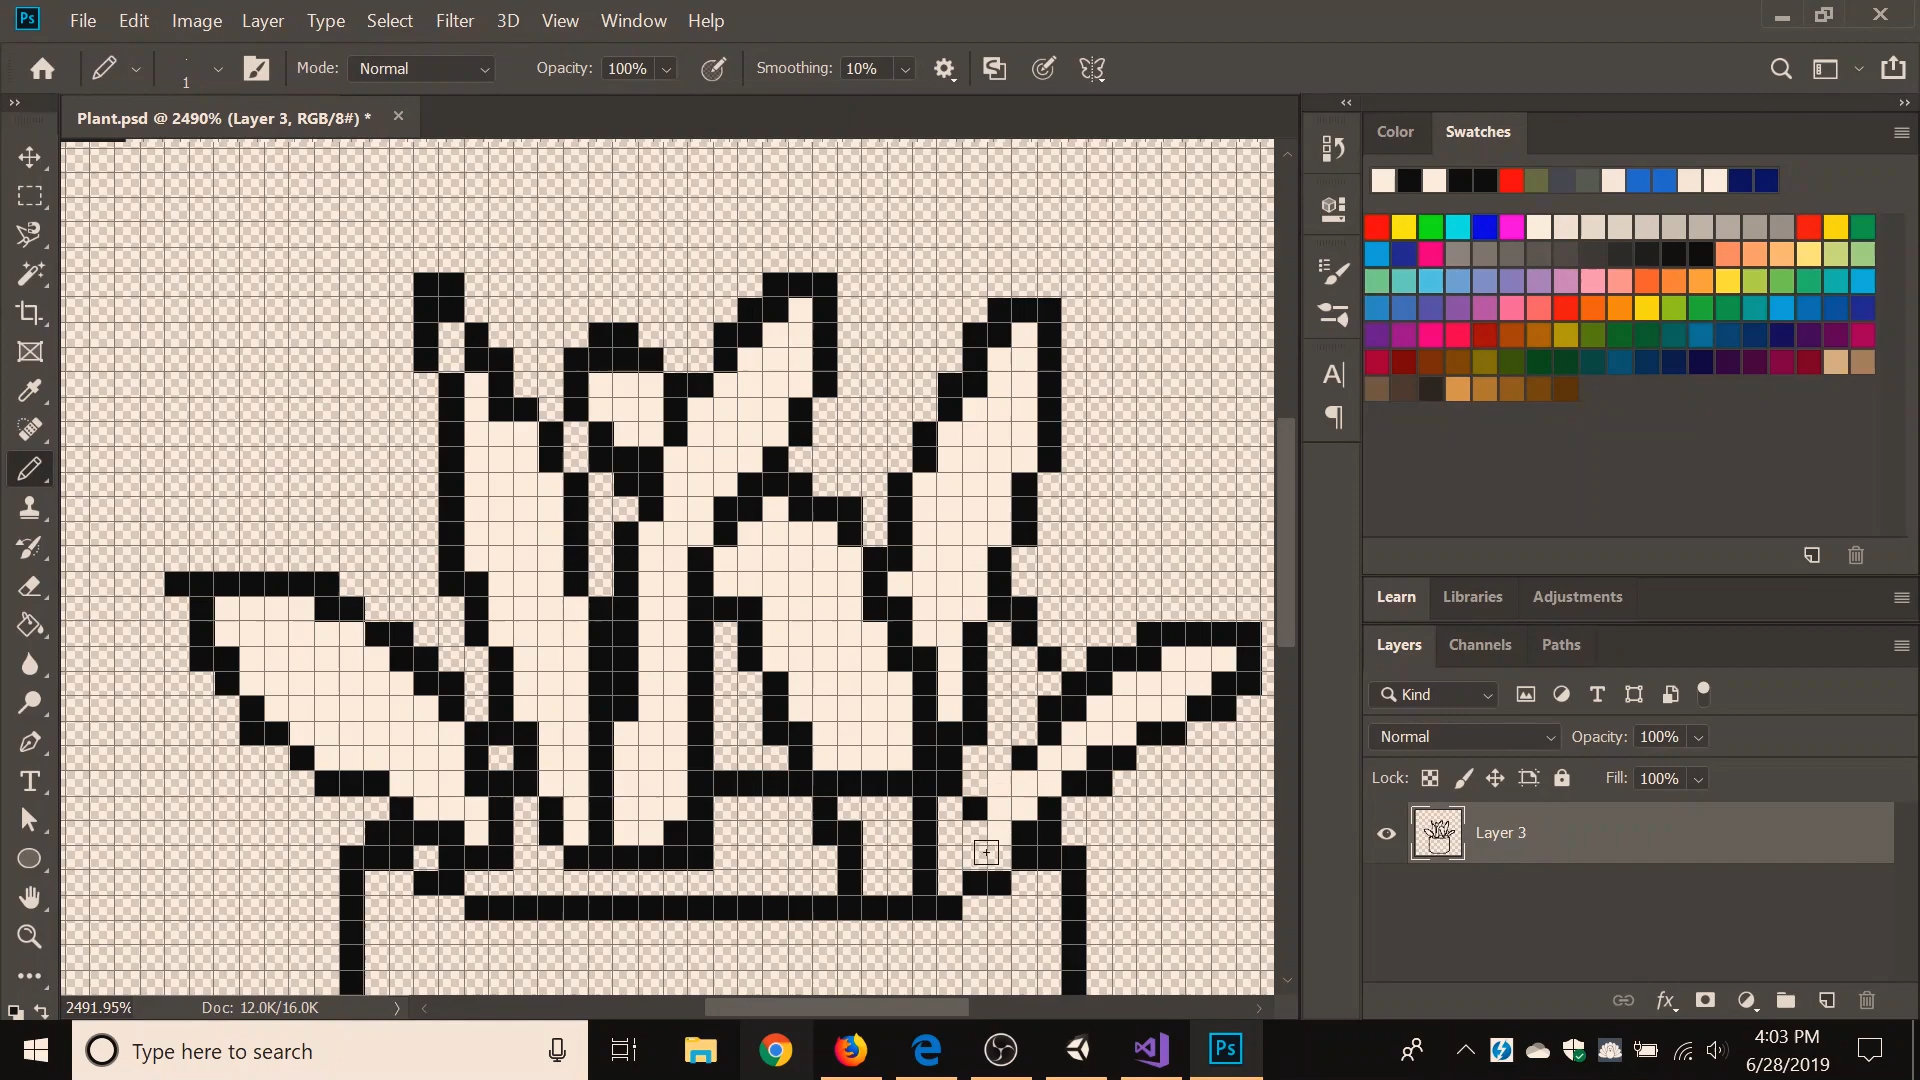 Ps File Edit Image Layer Type Select Filter 3D View Window Help
1 Mode: Normal Opacity: 100% Smoothing: 10%
Plant.psd @ 2490% (Layer 3, RGB/8#) *
Color Swatches
Learn Libraries Adjustments
Layers Channels Paths
Kind
Normal Opacity: 100%
Lock: Fill: 100%
Layer 3
fx
2491.95% Doc: 12.0K/16.0K
Type here to search
Ps
4:03 PM
6/28/2019